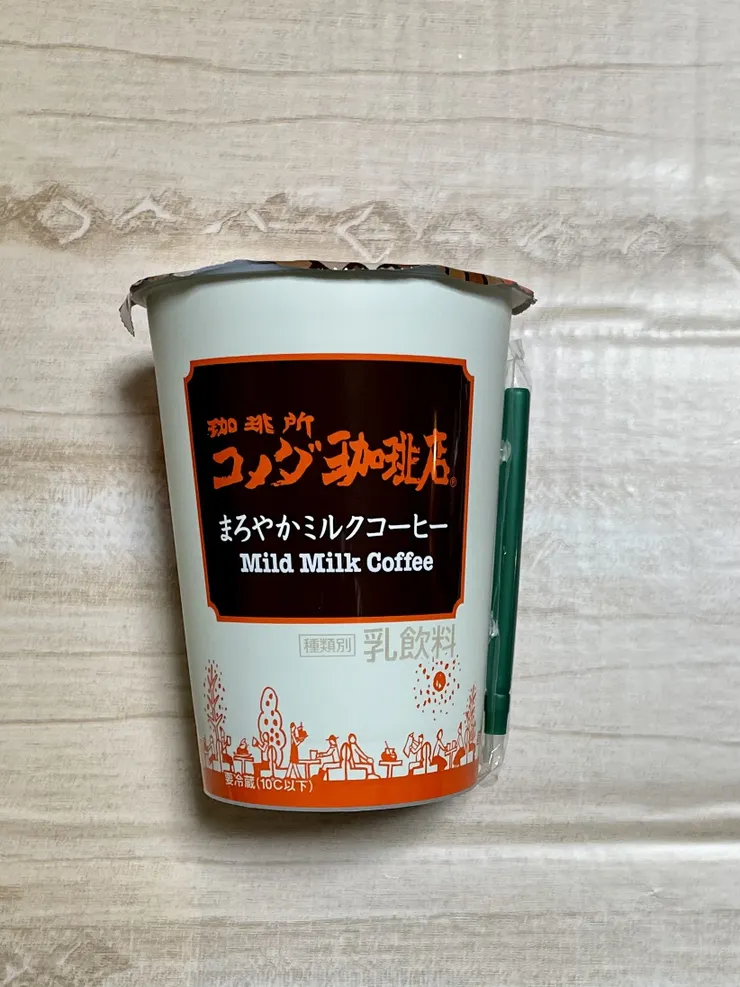 珈琲所
コメダ珈琲店®
まろやかミルクコーヒー
Mild Milk Coffee
種類別 乳飲料
要冷蔵(10℃以下)